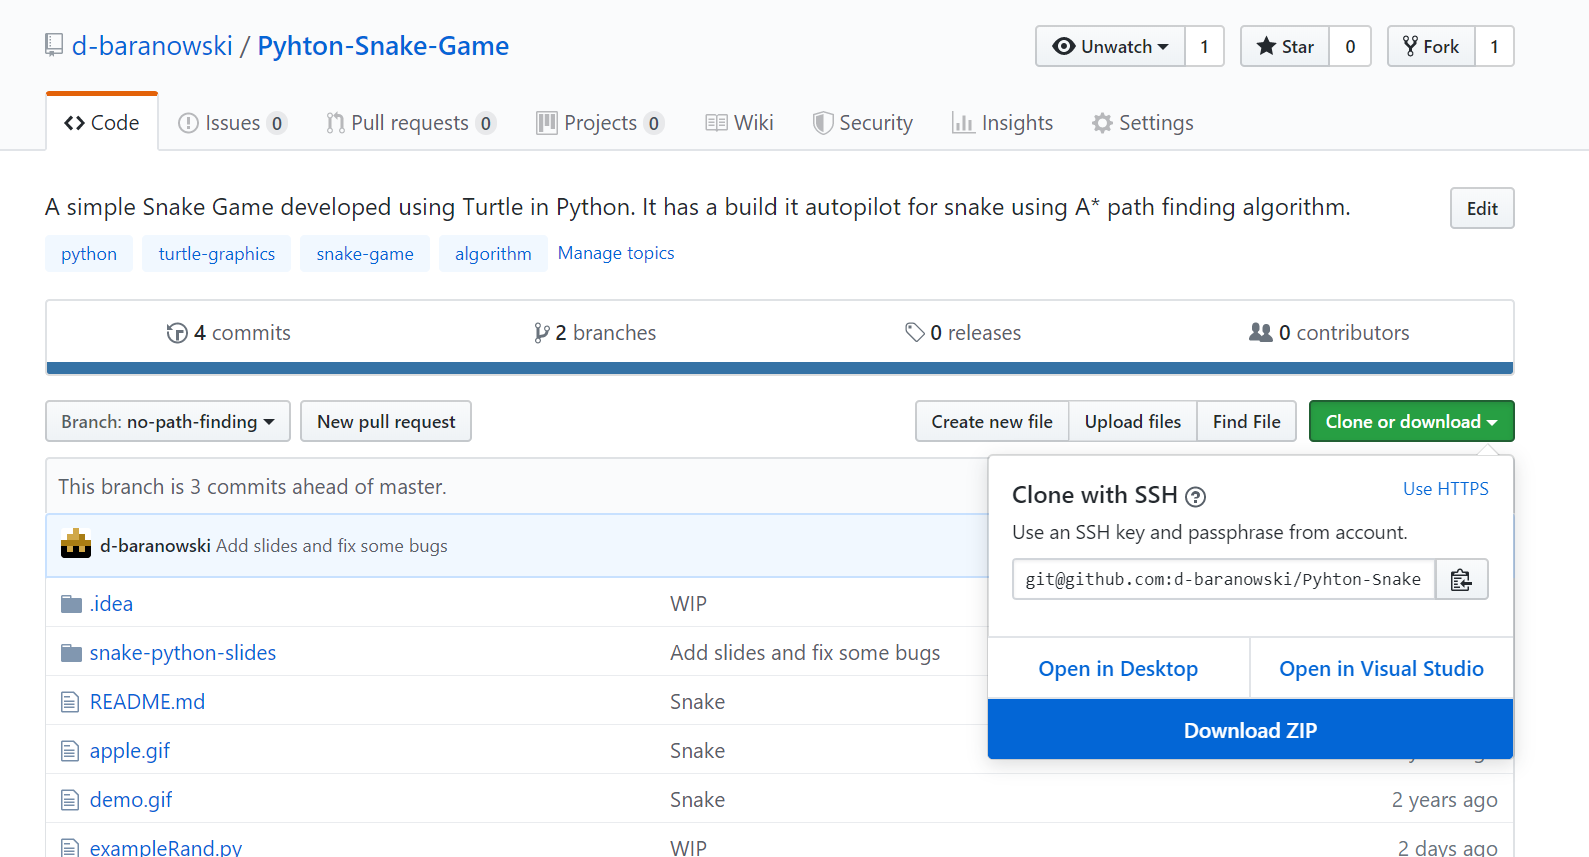 d-baranowski / Pyhton-Snake-Game
Unwatch 1 Star 0 Fork 1
Code Issues 0 Pull requests 0 Projects 0 Wiki Security Insights Settings
A simple Snake Game developed using Turtle in Python. It has a build it autopilot for snake using A* path finding algorithm.
Edit
python turtle-graphics snake-game algorithm Manage topics
4 commits 2 branches 0 releases 0 contributors
Branch: no-path-finding New pull request Create new file Upload files Find File Clone or download
This branch is 3 commits ahead of master.
Clone with SSH ? Use HTTPS
Use an SSH key and passphrase from account.
git@github.com:d-baranowski/Pyhton-Snake
Open in Desktop Open in Visual Studio
Download ZIP
d-baranowski Add slides and fix some bugs
.idea WIP
snake-python-slides Add slides and fix some bugs
README.md Snake
apple.gif Snake
demo.gif Snake 2 years ago
exampleRand.py WIP 2 days ago